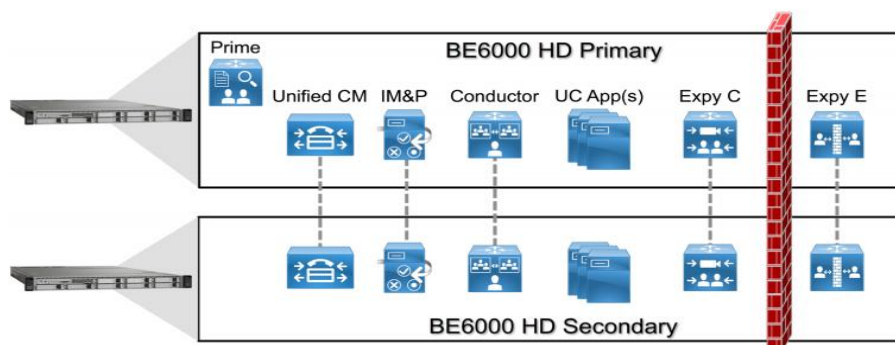 BE6000 HD Primary
Prime
Unified CM IM&P Conductor UC App(s) Expy C Expy E
BE6000 HD Secondary